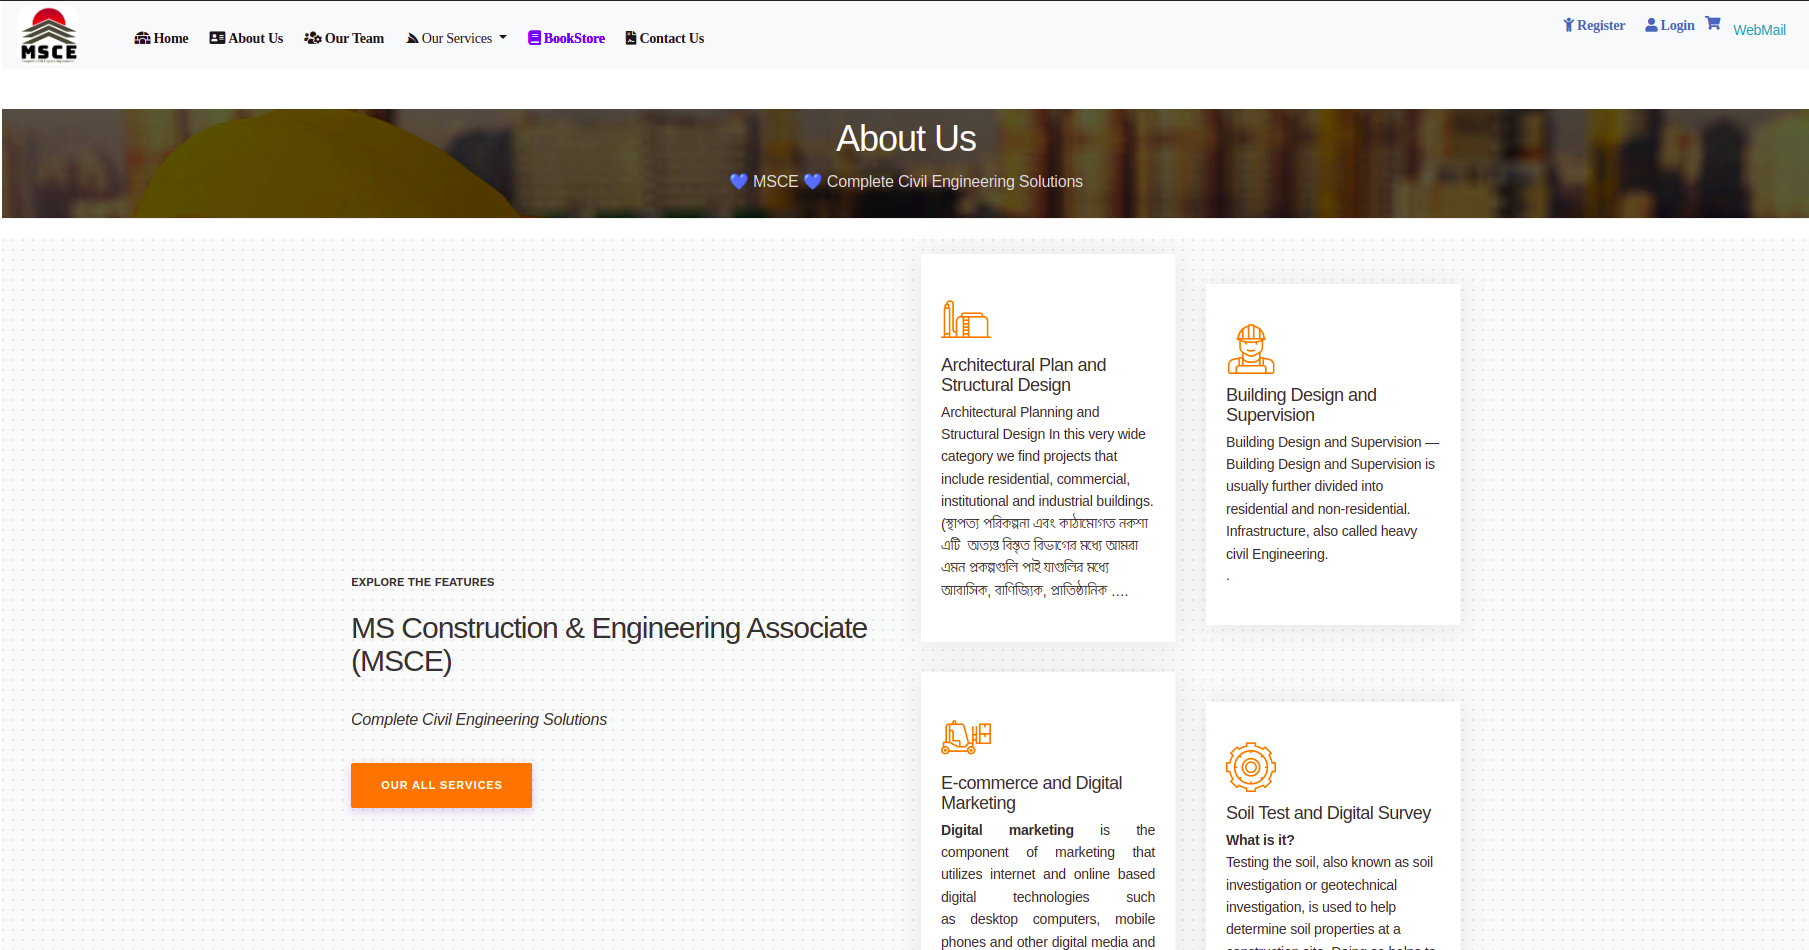 MSCE
Home
About Us
Our Team
Our Services
BookStore
Contact Us
Register
Login
WebMail
About Us
💙 MSCE 💙 Complete Civil Engineering Solutions
EXPLORE THE FEATURES
MS Construction & Engineering Associate
(MSCE)
Complete Civil Engineering Solutions
OUR ALL SERVICES
Architectural Plan and
Structural Design
Architectural Planning and
Structural Design In this very wide
category we find projects that
include residential, commercial,
institutional and industrial buildings.
(স্থাপত্য পরিকল্পনা এবং কাঠামোগত নকশা
এটি অত্যন্ত বিস্তৃত বিভাগের মধ্যে আমরা
এমন প্রকল্পগুলি পাই যাগুলির মধ্যে
আবাসিক, বাণিজ্যিক, প্রাতিষ্ঠানিক ....
Building Design and
Supervision
Building Design and Supervision —
Building Design and Supervision is
usually further divided into
residential and non-residential.
Infrastructure, also called heavy
civil Engineering.
.
E-commerce and Digital
Marketing
Digital marketing is the
component of marketing that
utilizes internet and online based
digital technologies such
as desktop computers, mobile
phones and other digital media and
Soil Test and Digital Survey
What is it?
Testing the soil, also known as soil
investigation or geotechnical
investigation, is used to help
determine soil properties at a
construction site. Doing so helps to